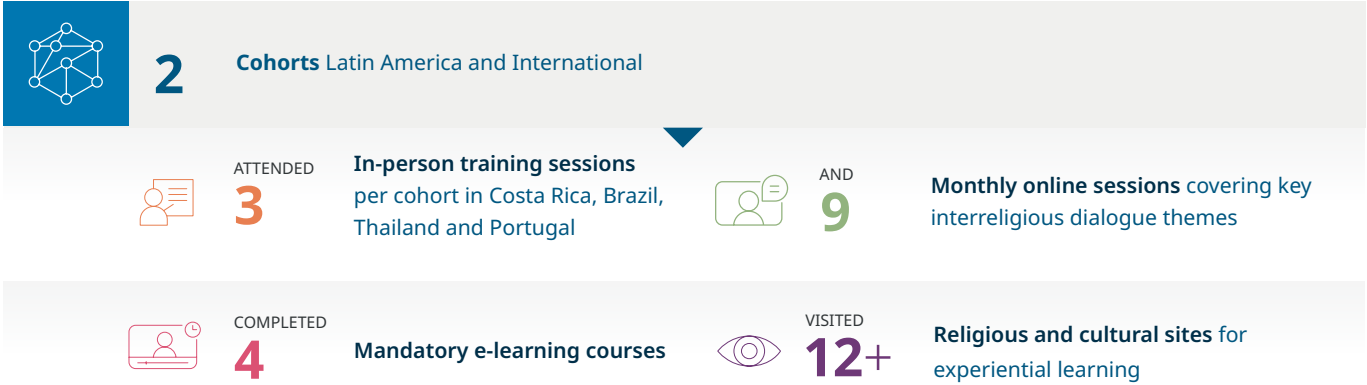 2
Cohorts Latin America and International
ATTENDED
3
In-person training sessions
per cohort in Costa Rica, Brazil,
Thailand and Portugal
AND
9
Monthly online sessions covering key
interreligious dialogue themes
COMPLETED
4
Mandatory e-learning courses
VISITED
12+
Religious and cultural sites for
experiential learning